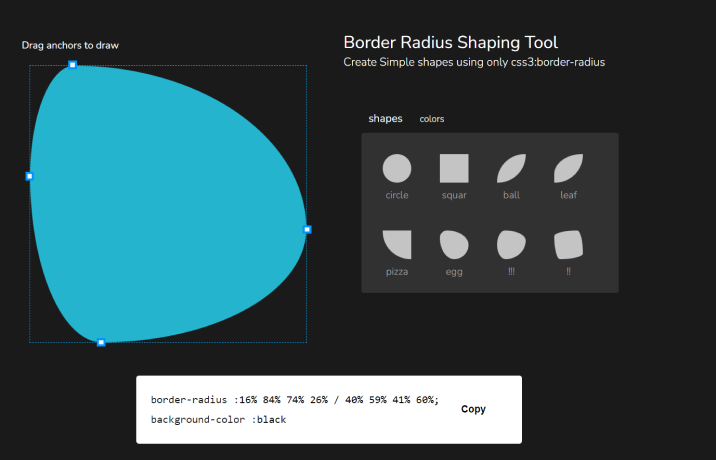 Drag anchors to draw
Border Radius Shaping Tool
Create Simple shapes using only css3:border-radius
shapes colors
circle squar ball leaf
pizza egg !!! !!
border-radius :16% 84% 74% 26% / 40% 59% 41% 60%;
background-color :black
Copy